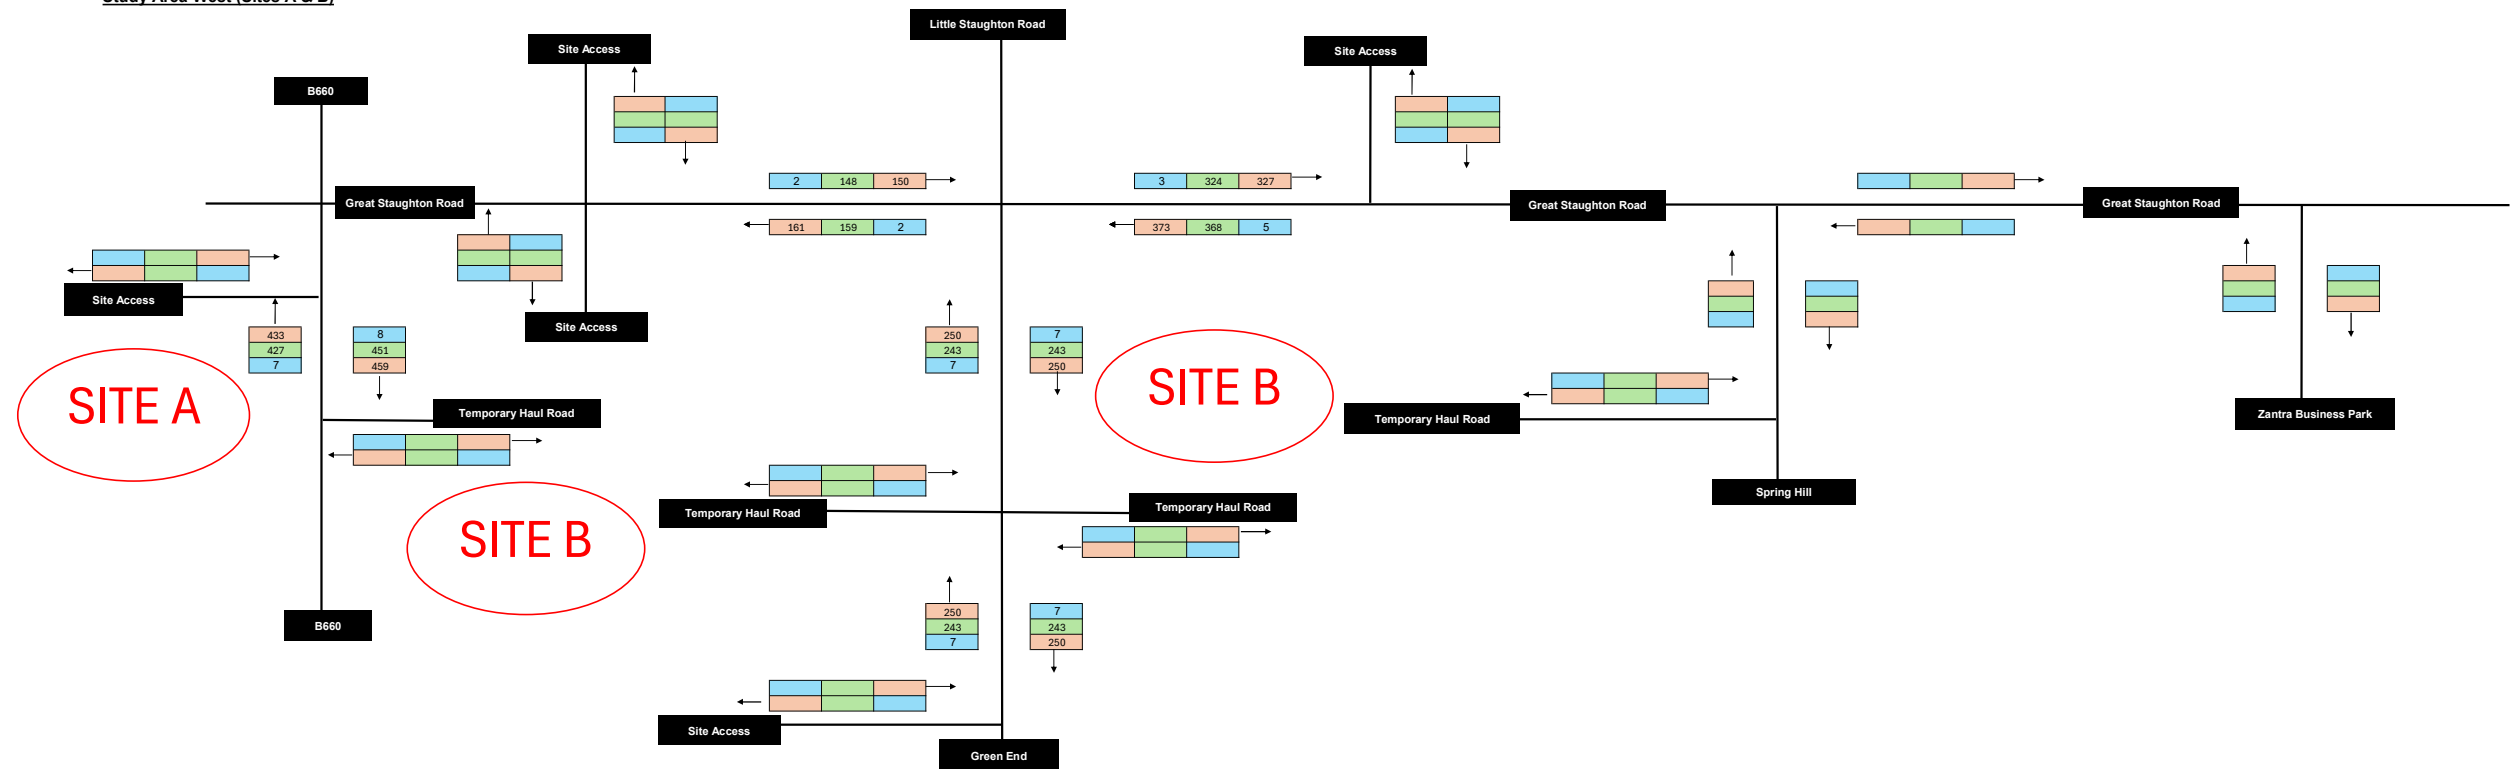 Study Area West (Sites A & B)
Little Staughton Road
Site Access
Site Access
B660
2 148 150
3 324 327
Great Staughton Road
Great Staughton Road
Great Staughton Road
161 159 2
373 368 5
Site Access
Site Access
433
427
7
8
451
459
250
243
7
7
243
250
SITE A
SITE B
Temporary Haul Road
Temporary Haul Road
Zantra Business Park
SITE B
Temporary Haul Road
Temporary Haul Road
Spring Hill
B660
250
243
7
7
243
250
Site Access
Green End